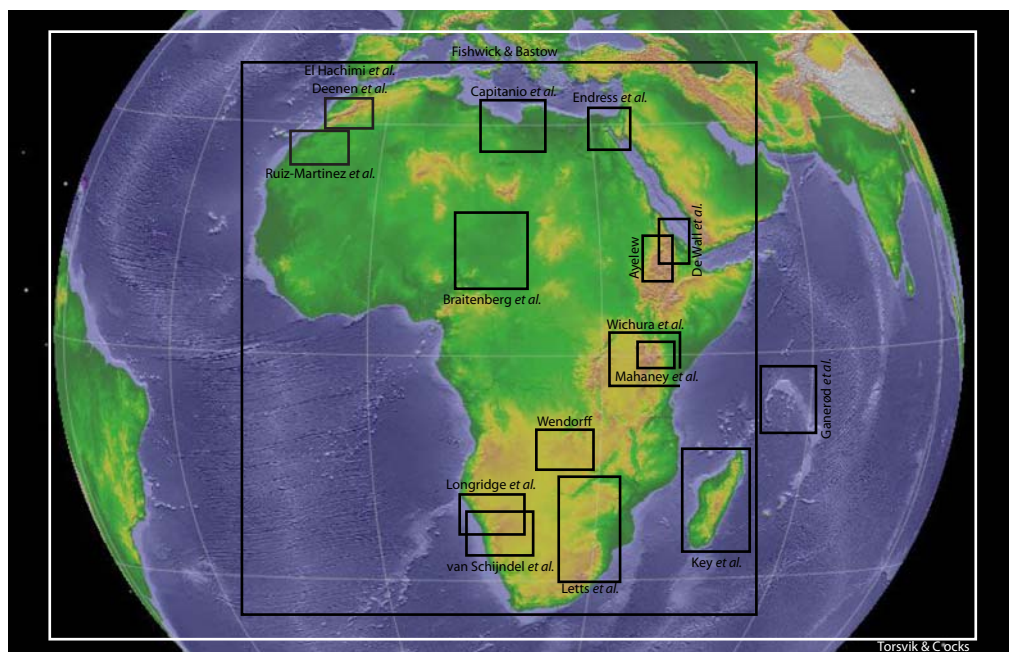 Fishwick & Bastow
El Hachimi et al.
Deenen et al.
Capitanio et al.
Endress et al.
Ruiz-Martinez et al.
De Wall et al.
Ayelew
Braitenberg et al.
Wichura et al.
Mahaney et al.
Ganerød et al.
Wendorff
Longridge et al.
van Schijndel et al.
Key et al.
Letts et al.
Torsvik & Cocks